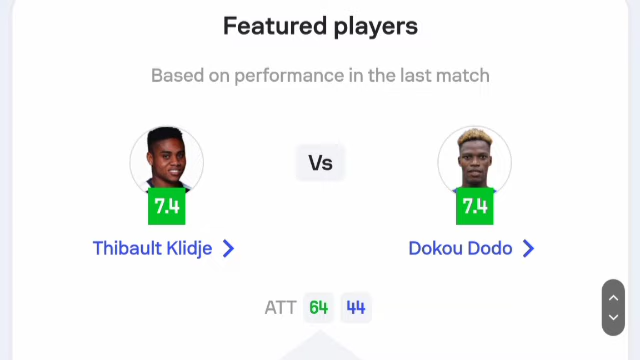 Featured players
Based on performance in the last match
Vs
7.4 7.4
Thibault Klidje Dokou Dodo
ATT 64 44